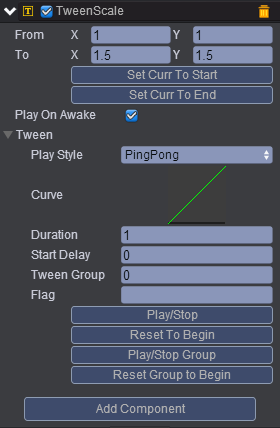 T TweenScale
From X 1 Y 1
To X 1.5 Y 1.5
Set Curr To Start
Set Curr To End
Play On Awake
Tween
Play Style PingPong
Curve
Duration 1
Start Delay 0
Tween Group 0
Flag
Play/Stop
Reset To Begin
Play/Stop Group
Reset Group to Begin
Add Component